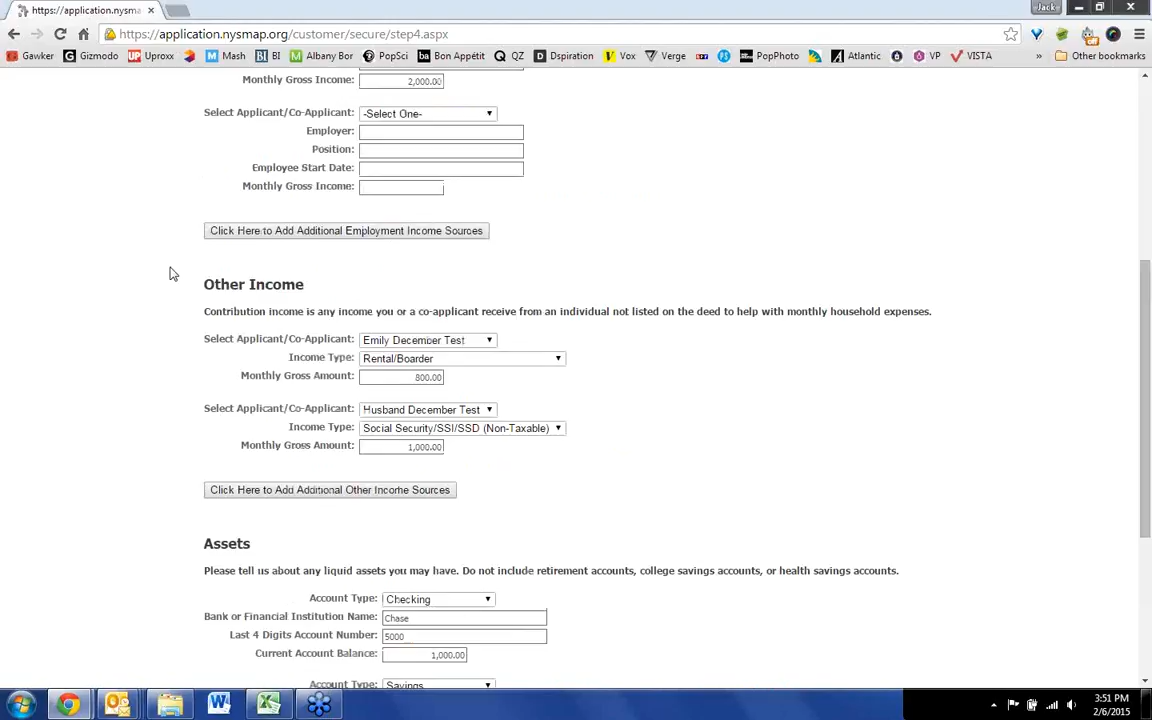 https://application.nysma
Jack
https://application.nysmap.org/customer/secure/step4.aspx
Gawker Gizmodo Uproxx Mash BI Albany Bor PopSci Bon Appétit QZ Dspiration Vox Verge PopPhoto Atlantic VP VISTA » Other bookmarks
Monthly Gross Income: 2,000.00
Select Applicant/Co-Applicant: -Select One-
Employer:
Position:
Employee Start Date:
Monthly Gross Income:
Click Here to Add Additional Employment Income Sources
Other Income
Contribution income is any income you or a co-applicant receive from an individual not listed on the deed to help with monthly household expenses.
Select Applicant/Co-Applicant: Emily December Test
Income Type: Rental/Boarder
Monthly Gross Amount: 800.00
Select Applicant/Co-Applicant: Husband December Test
Income Type: Social Security/SSI/SSD (Non-Taxable)
Monthly Gross Amount: 1,000.00
Click Here to Add Additional Other Income Sources
Assets
Please tell us about any liquid assets you may have. Do not include retirement accounts, college savings accounts, or health savings accounts.
Account Type: Checking
Bank or Financial Institution Name: Chase
Last 4 Digits Account Number: 5000
Current Account Balance: 1,000.00
Account Type: Savings
3:51 PM
2/6/2015